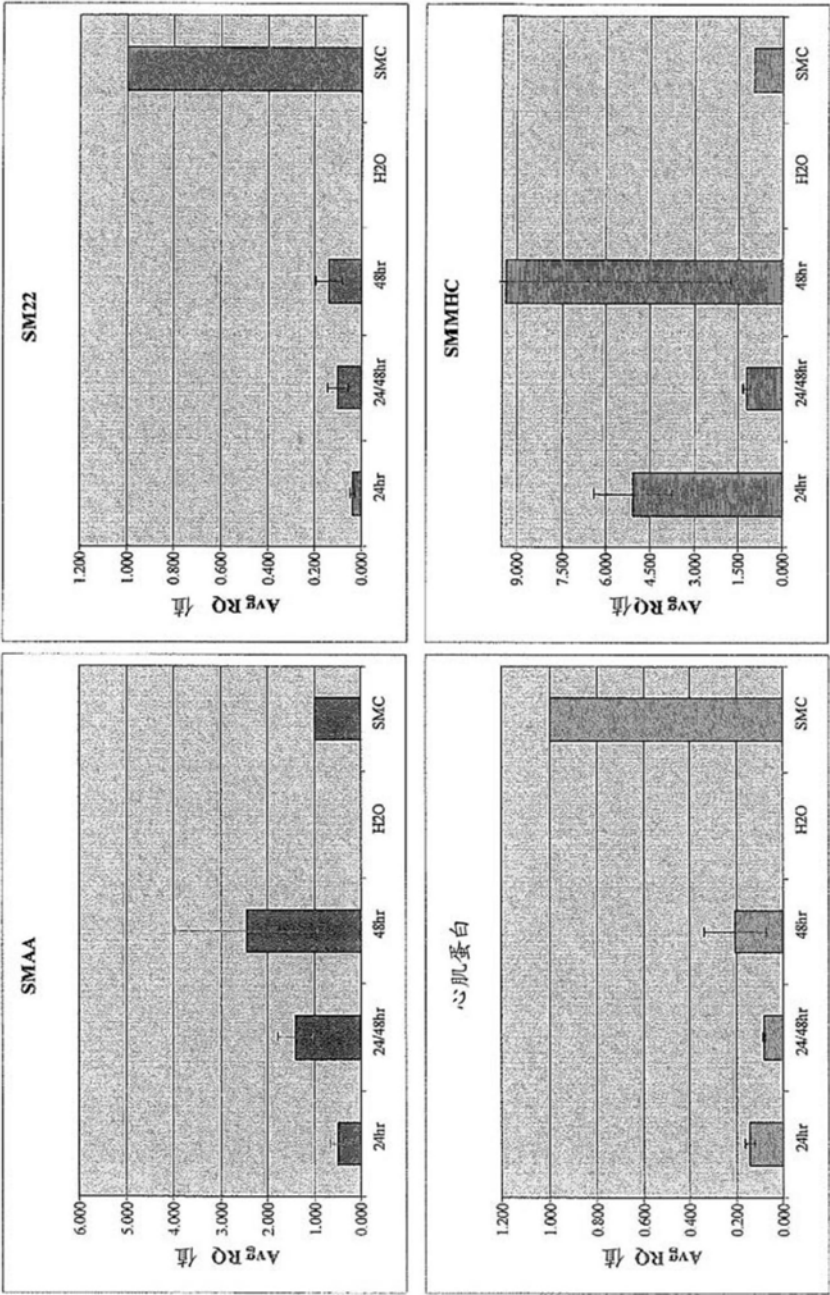 SMAA
6.000
5.000
4.000
3.000
2.000
1.000
0.000
Avg RQ 值
24hr
24/48hr
48hr
H2O
SMC
SM22
1.200
1.000
0.800
0.600
0.400
0.200
0.000
Avg RQ 值
24hr
24/48hr
48hr
H2O
SMC
心肌蛋白
1.200
1.000
0.800
0.600
0.400
0.200
0.000
Avg RQ 值
24hr
24/48hr
48hr
H2O
SMC
SMMHC
9.000
7.500
6.000
4.500
3.000
1.500
0.000
Avg RQ 值
24hr
24/48hr
48hr
H2O
SMC